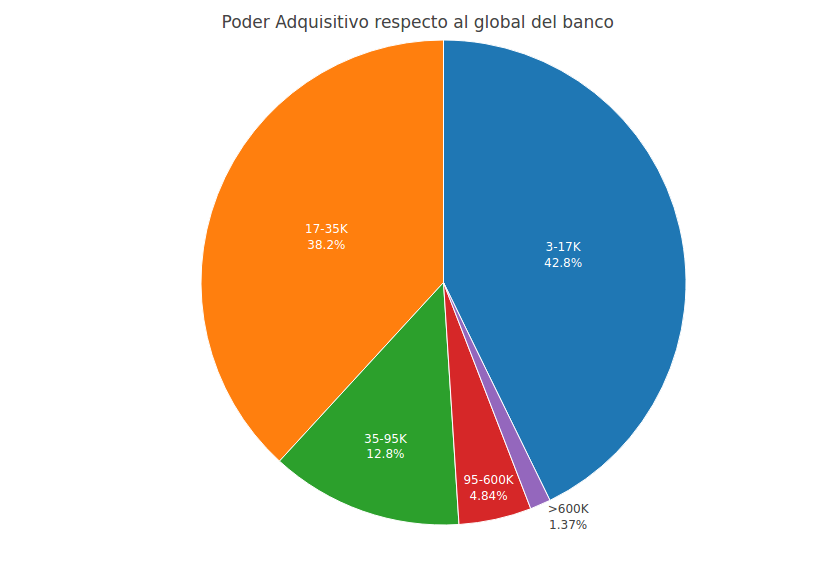 Poder Adquisitivo respecto al global del banco
17-35K
38.2%
3-17K
42.8%
35-95K
12.8%
95-600K
4.84%
>600K
1.37%